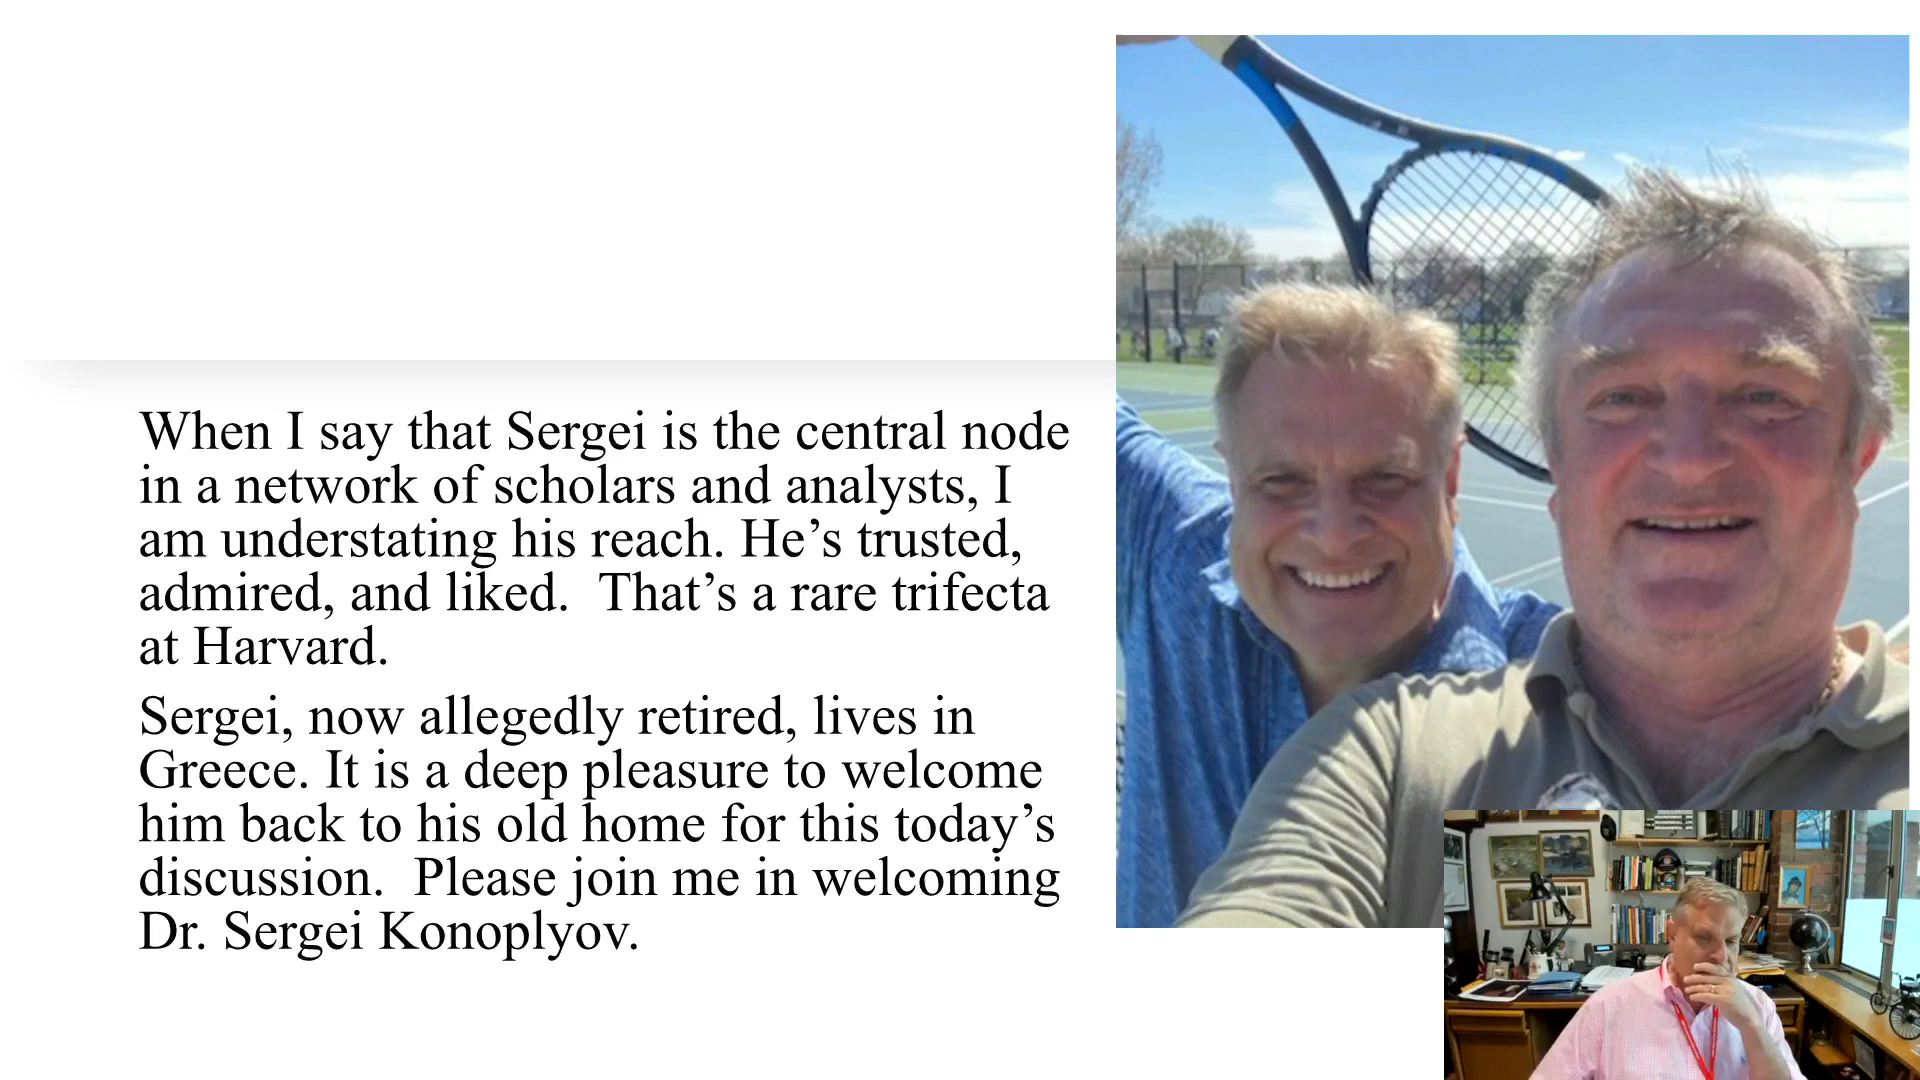 When I say that Sergei is the central node
in a network of scholars and analysts, I
am understating his reach. He’s trusted,
admired, and liked.  That’s a rare trifecta
at Harvard.
Sergei, now allegedly retired, lives in
Greece. It is a deep pleasure to welcome
him back to his old home for this today’s
discussion.  Please join me in welcoming
Dr. Sergei Konoplyov.